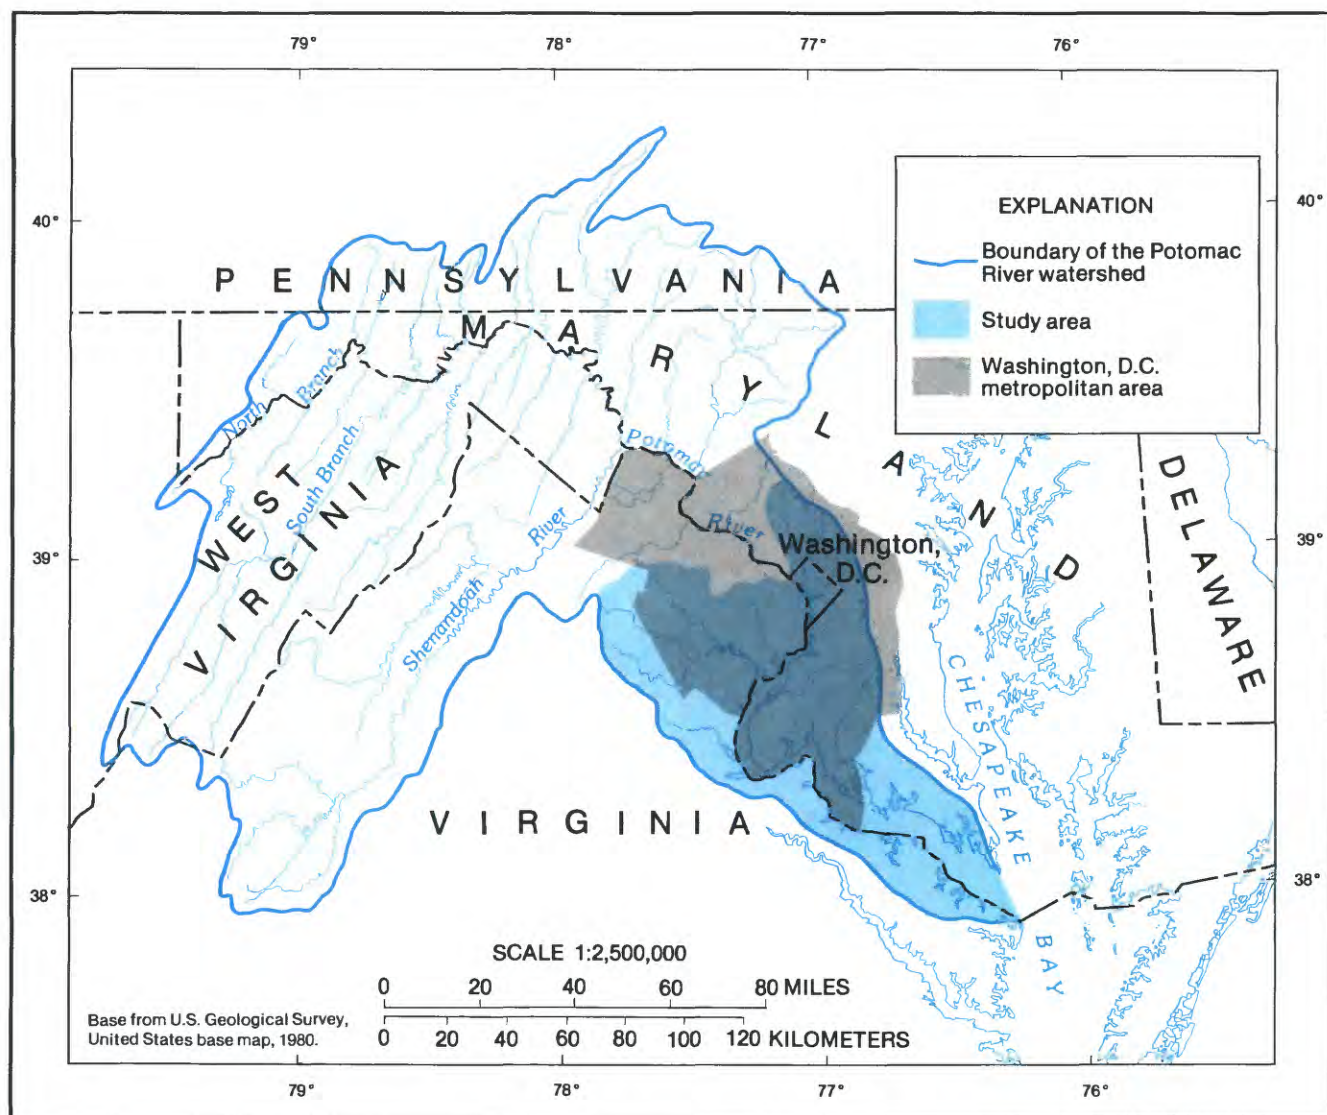 79° 78° 77° 76°
40° 40°
EXPLANATION
Boundary of the Potomac
River watershed
Study area
Washington, D.C.
metropolitan area
PENNSYLVANIA
MARYLAND
North Branch
South Branch
WEST
VIRGINIA
Potomac
River
Shenandoah River
Washington,
D.C.
DELAWARE
39° 39°
CHESAPEAKE
BAY
VIRGINIA
38° 38°
SCALE 1:2,500,000
0 20 40 60 80 MILES
0 20 40 60 80 100 120 KILOMETERS
Base from U.S. Geological Survey,
United States base map, 1980.
79° 78° 77° 76°